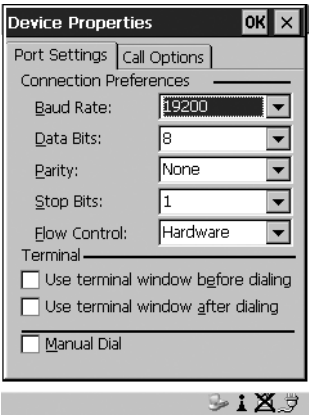 Device Properties OK ×
Port Settings Call Options
Connection Preferences
Baud Rate: 19200
Data Bits: 8
Parity: None
Stop Bits: 1
Flow Control: Hardware
Terminal
Use terminal window before dialing
Use terminal window after dialing
Manual Dial